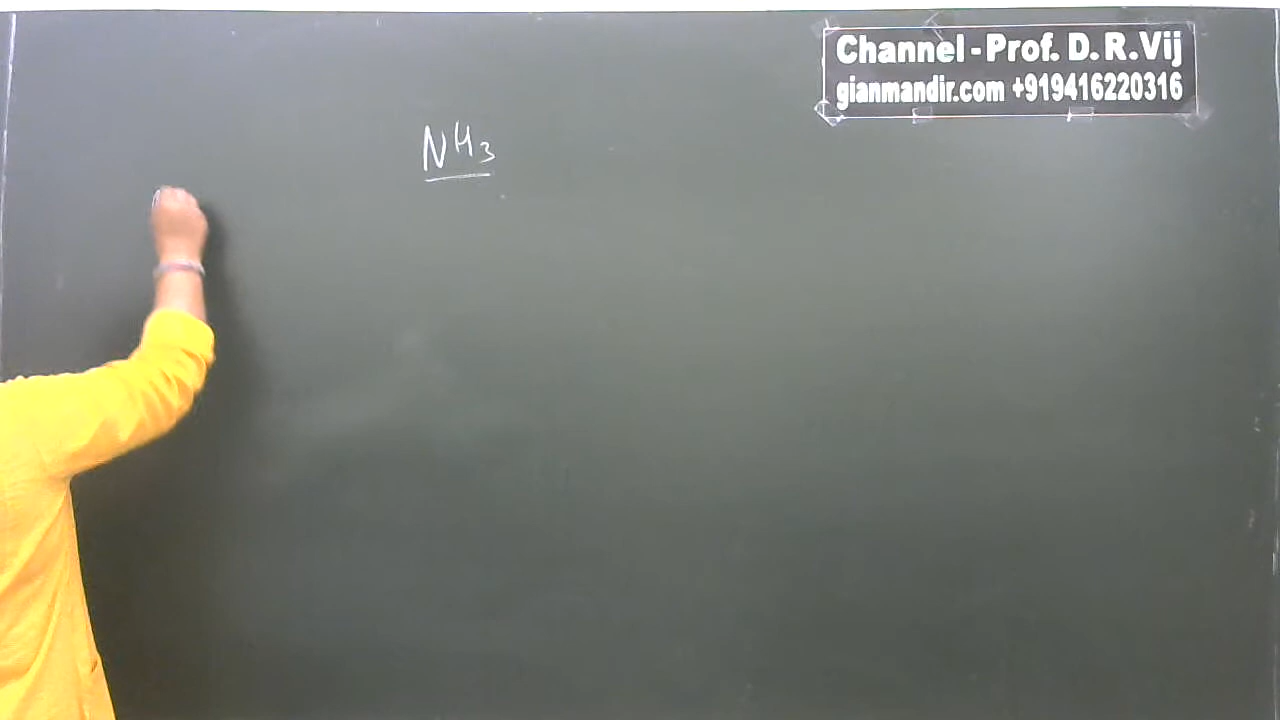 Channel - Prof. D. R. Vij
gianmandir.com +919416220316
NH3